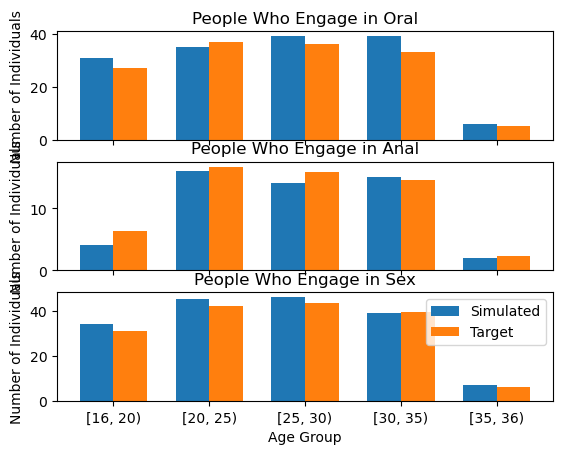 People Who Engage in Oral
Number of Individuals
40
20
0
People Who Engage in Anal
Number of Individuals
10
0
People Who Engage in Sex
Number of Individuals
40
20
0
Simulated
Target
[16, 20)
[20, 25)
[25, 30)
[30, 35)
[35, 36)
Age Group